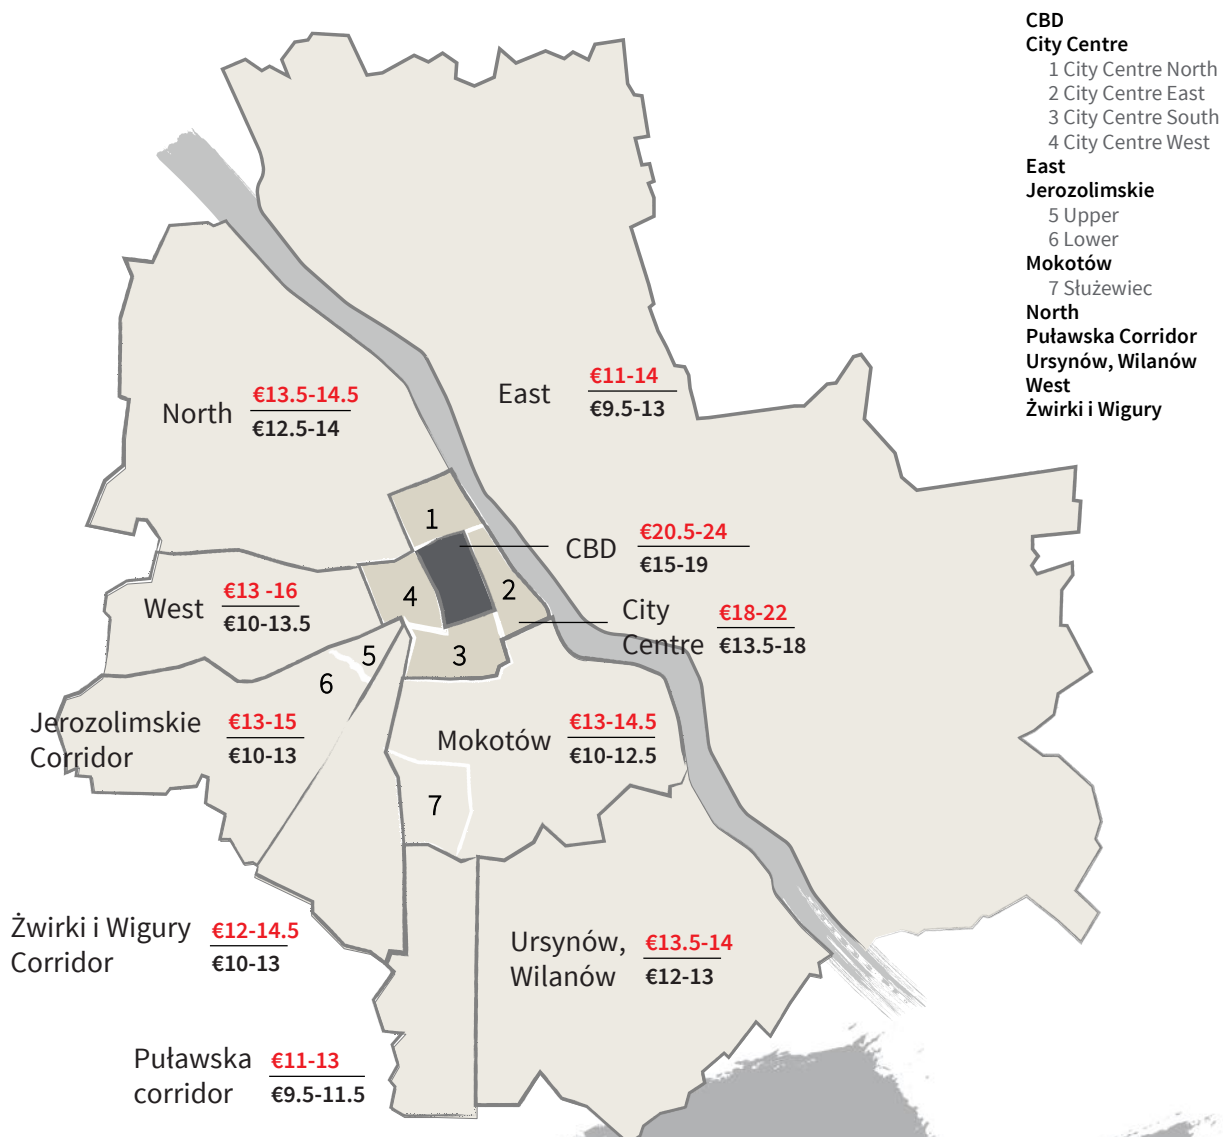 CBD
City Centre
1 City Centre North
2 City Centre East
3 City Centre South
4 City Centre West
East
Jerozolimskie
5 Upper
6 Lower
Mokotów
7 Służewiec
North
Puławska Corridor
Ursynów, Wilanów
West
Żwirki i Wigury
North
€13.5-14.5
€12.5-14
East
€11-14
€9.5-13
1
CBD
€20.5-24
€15-19
West
€13 -16
€10-13.5
4
2
City
Centre
€18-22
€13.5-18
3
5
6
Jerozolimskie
Corridor
€13-15
€10-13
Mokotów
€13-14.5
€10-12.5
7
Żwirki i Wigury
Corridor
€12-14.5
€10-13
Ursynów,
Wilanów
€13.5-14
€12-13
Puławska
corridor
€11-13
€9.5-11.5